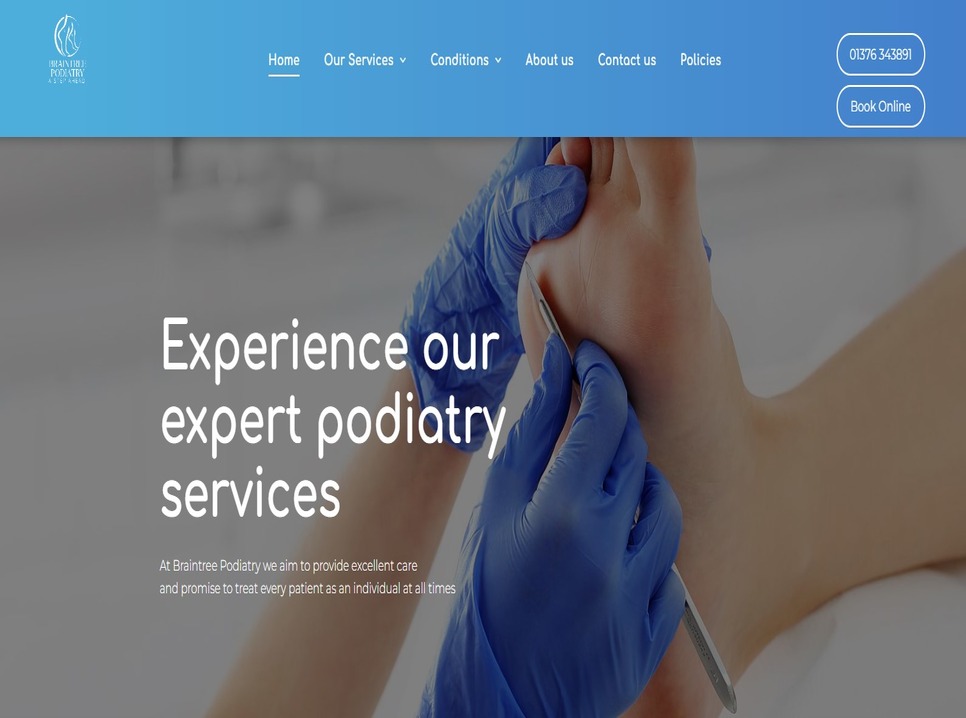 BRAINTREE
PODIATRY
A STEP AHEAD
Home
Our Services
Conditions
About us
Contact us
Policies
01376 343891
Book Online
Experience our
expert podiatry
services
At Braintree Podiatry we aim to provide excellent care
and promise to treat every patient as an individual at all times